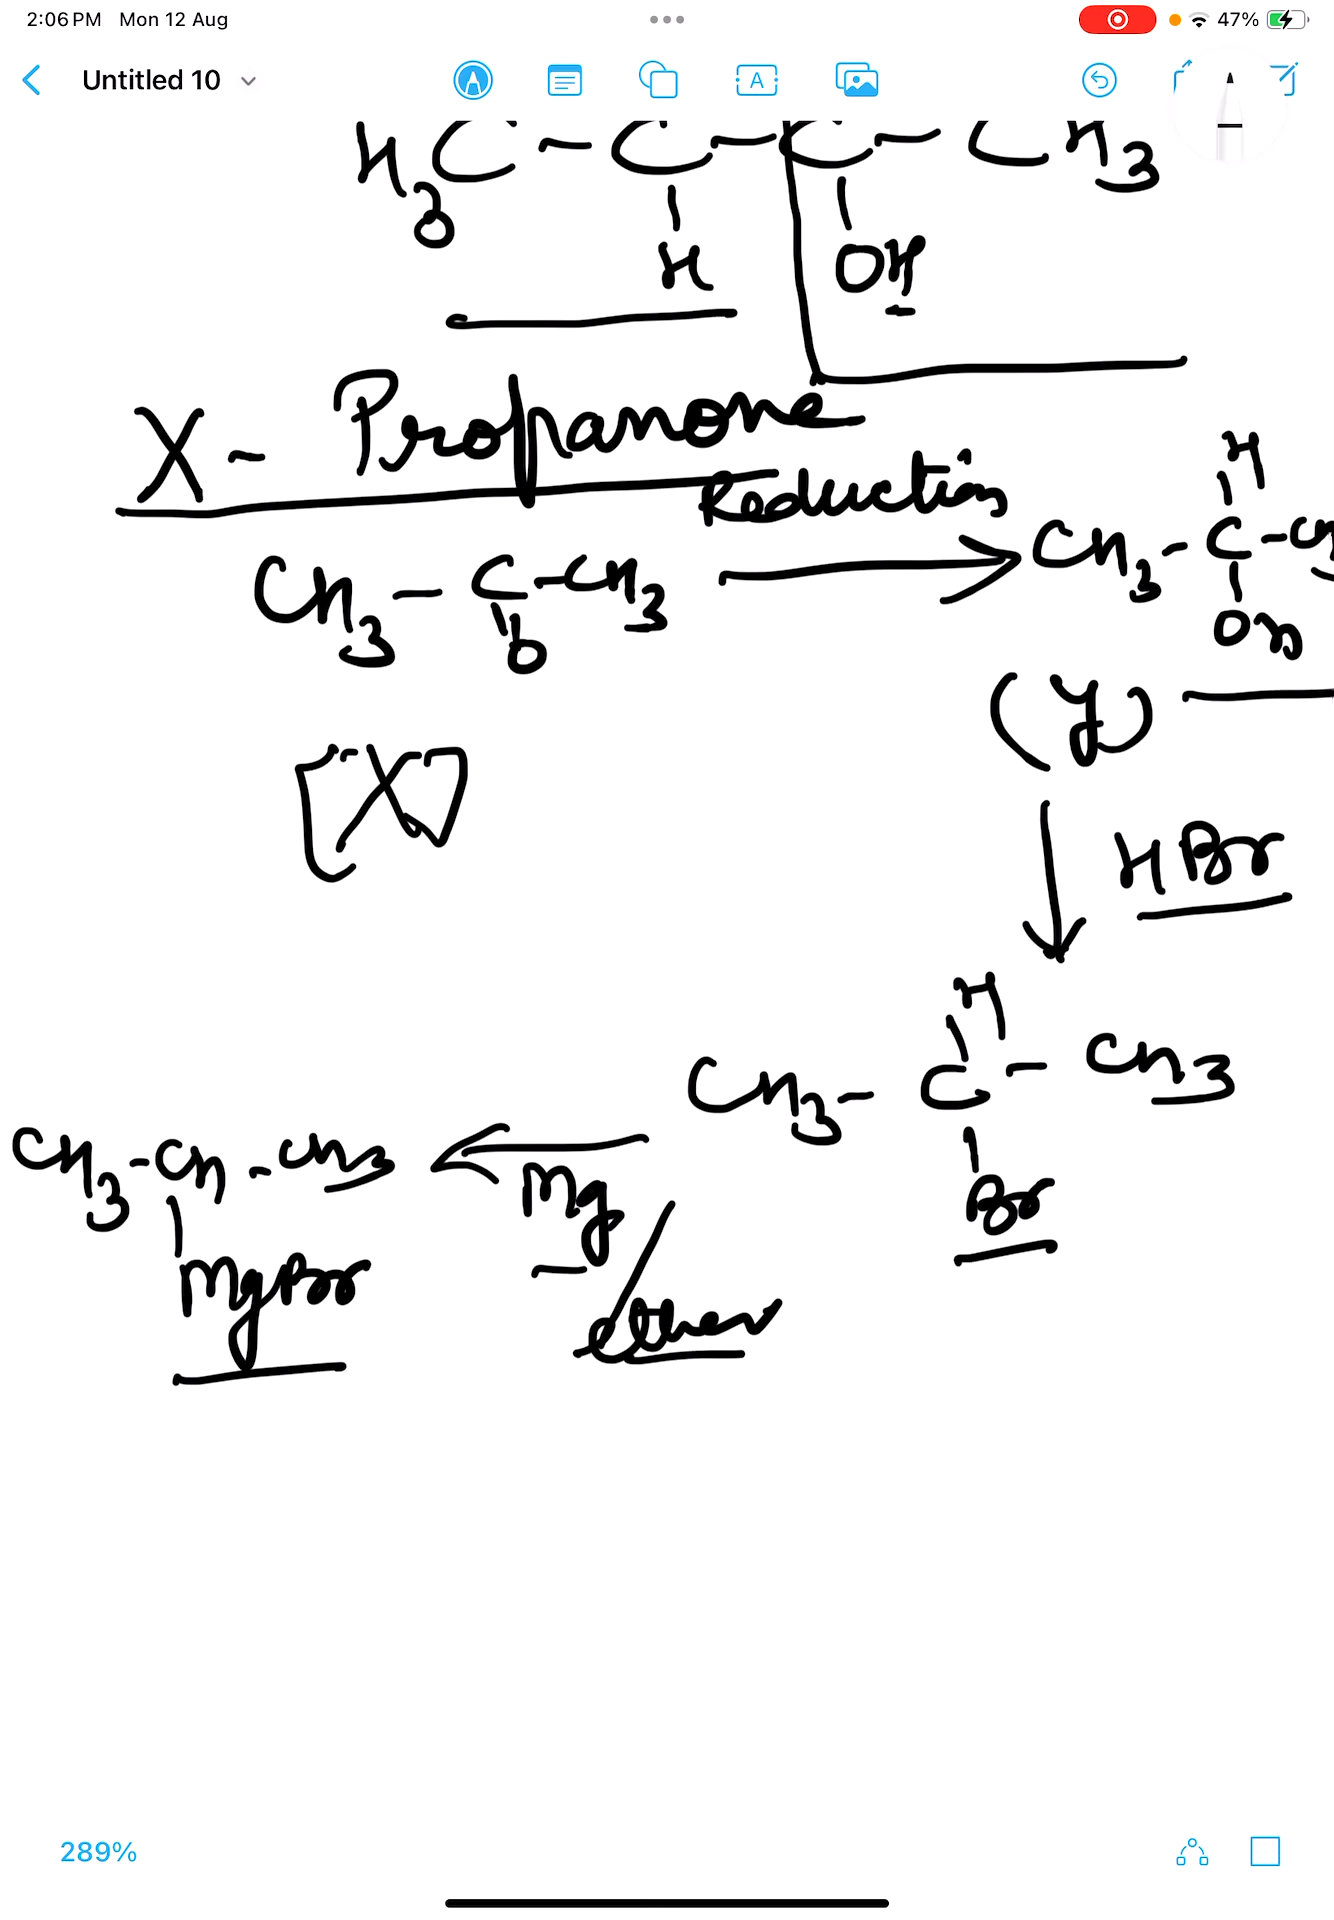 2:06 PM Mon 12 Aug
47%
Untitled 10
A
H3C - C - C - CH3
H OH
X - Propanone
Reduction
H
CH3 - C - CH3 CH3 - C - CH3
O OH
(Y)
[X]
HBr
H
CH3 - C - CH3
CH3 - CH - CH3
Mg
Br
MgBr
ether
289%